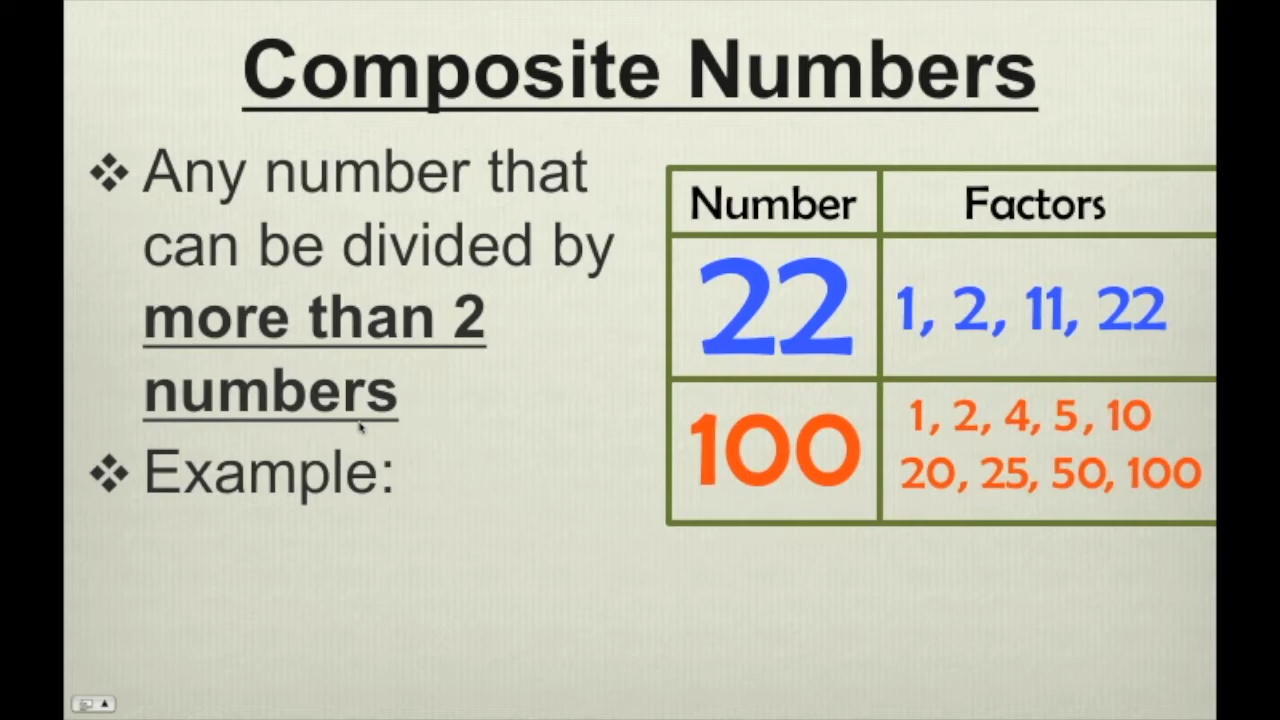 Composite Numbers
❖ Any number that
can be divided by
more than 2
numbers
❖ Example:
Number Factors
22 1, 2, 11, 22
100 1, 2, 4, 5, 10
20, 25, 50, 100